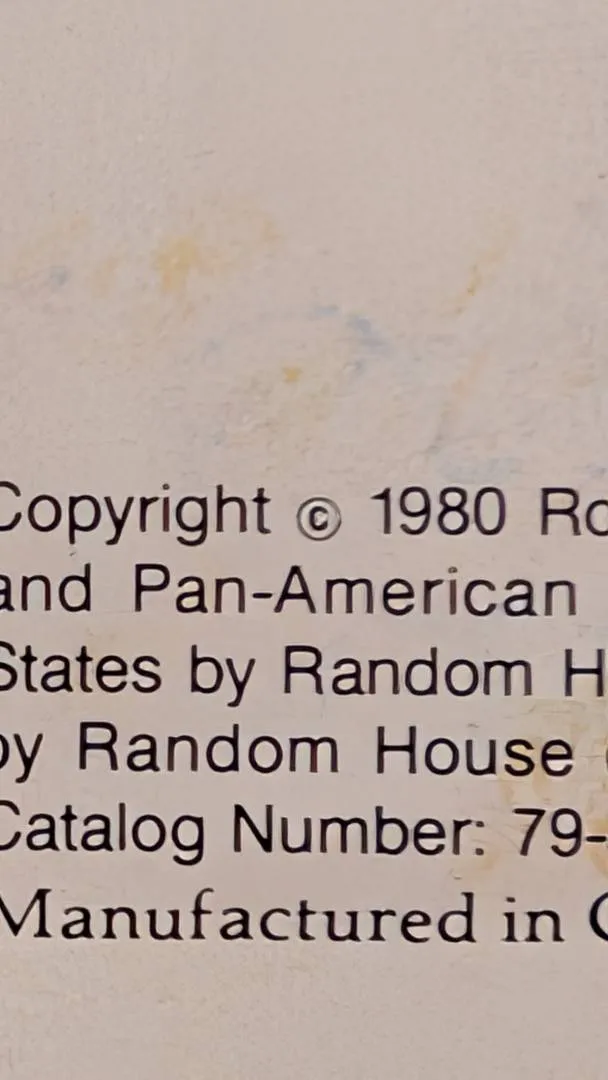 Copyright © 1980 Ro
and Pan-American
States by Random H
by Random House
Catalog Number: 79-
Manufactured in C